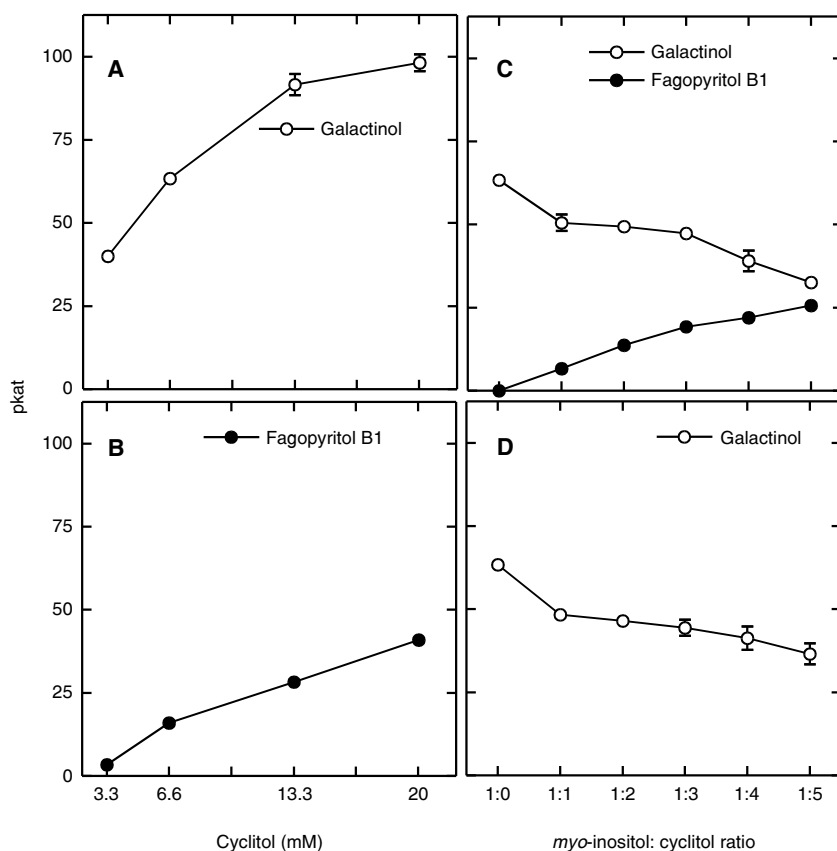 A
Galactinol
100
75
50
25
0
C
Galactinol
Fagopyritol B1
pkat
B
Fagopyritol B1
100
75
50
25
0
3.3 6.6 13.3 20
Cyclitol (mM)
D
Galactinol
1:0 1:1 1:2 1:3 1:4 1:5
myo-inositol: cyclitol ratio